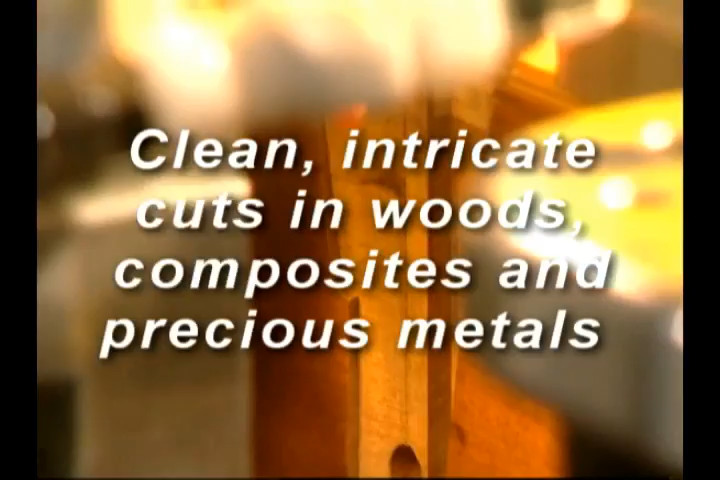 Clean, intricate
cuts in woods,
composites and
precious metals